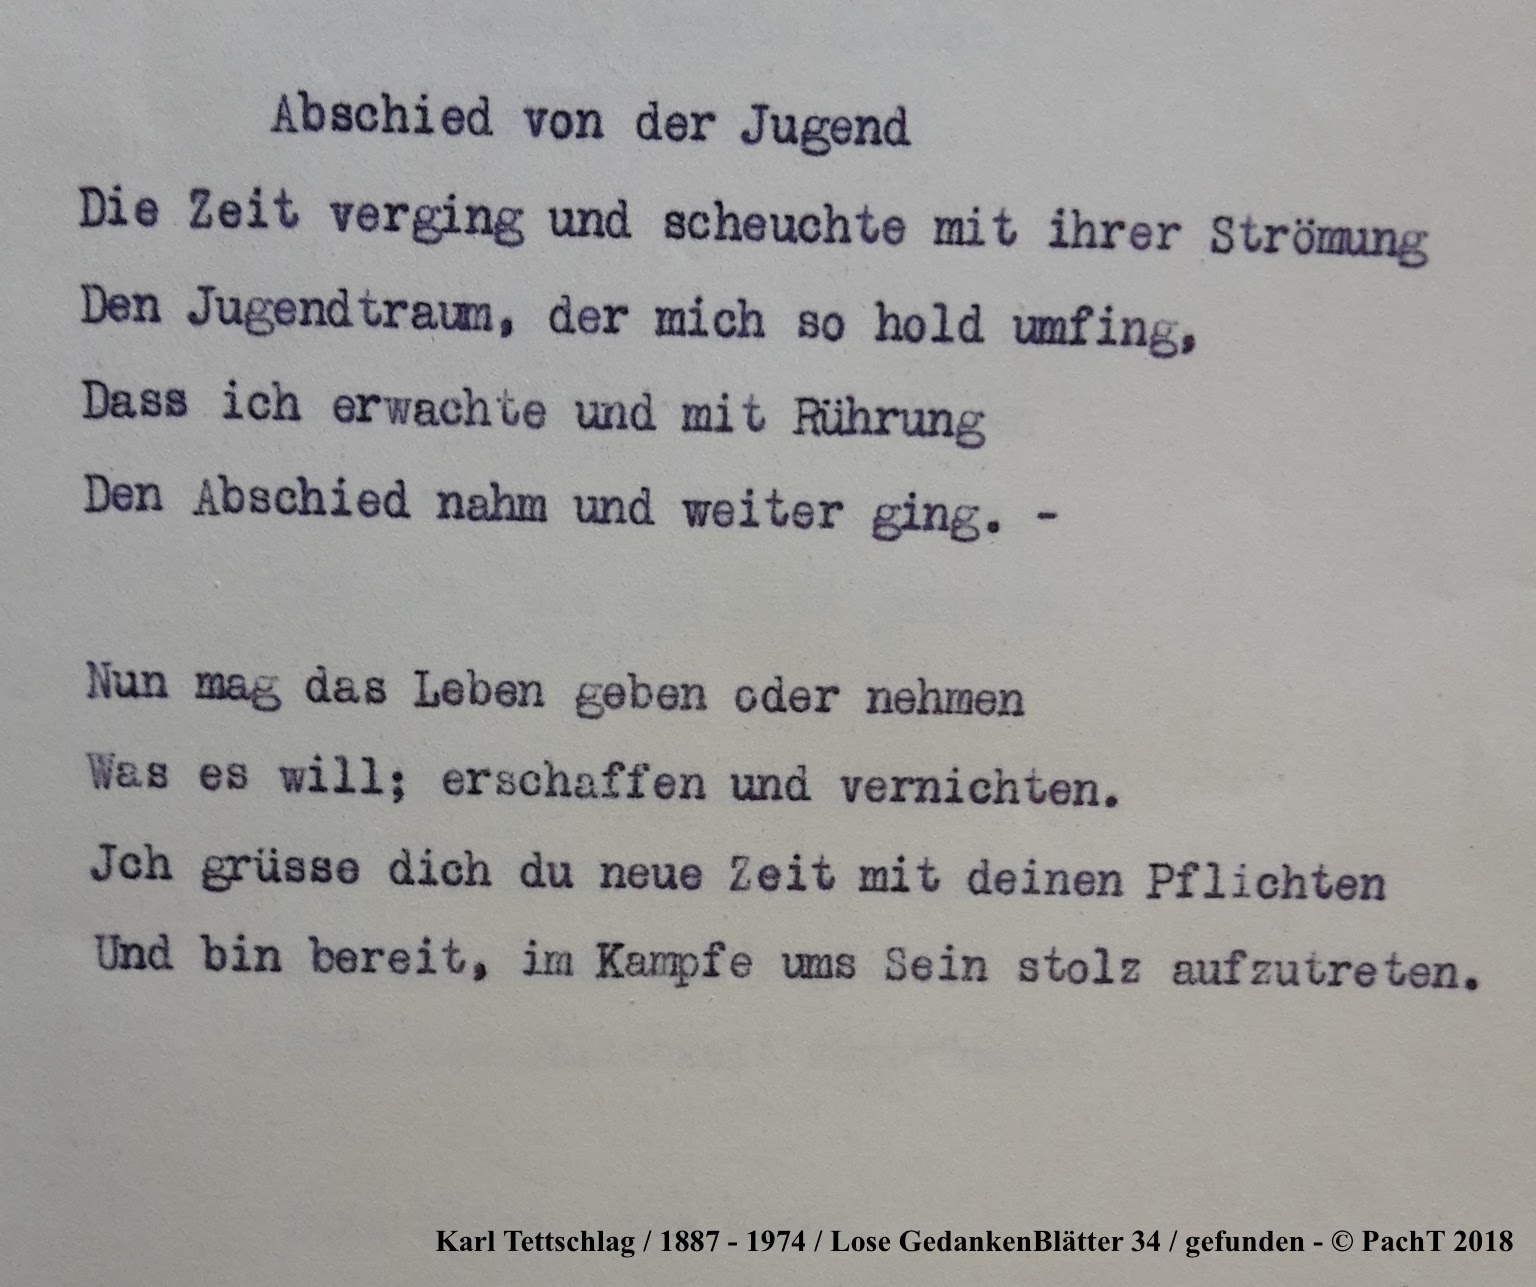 Abschied von der Jugend
Die Zeit verging und scheuchte mit ihrer Strömung
Den Jugendtraum, der mich so hold umfing,
Dass ich erwachte und mit Rührung
Den Abschied nahm und weiter ging. -
Nun mag das Leben geben oder nehmen
Was es will; erschaffen und vernichten.
Jch grüsse dich du neue Zeit mit deinen Pflichten
Und bin bereit, im Kampfe ums Sein stolz aufzutreten.
Karl Tettschlag / 1887 - 1974 / Lose GedankenBlätter 34 / gefunden - © PachT 2018